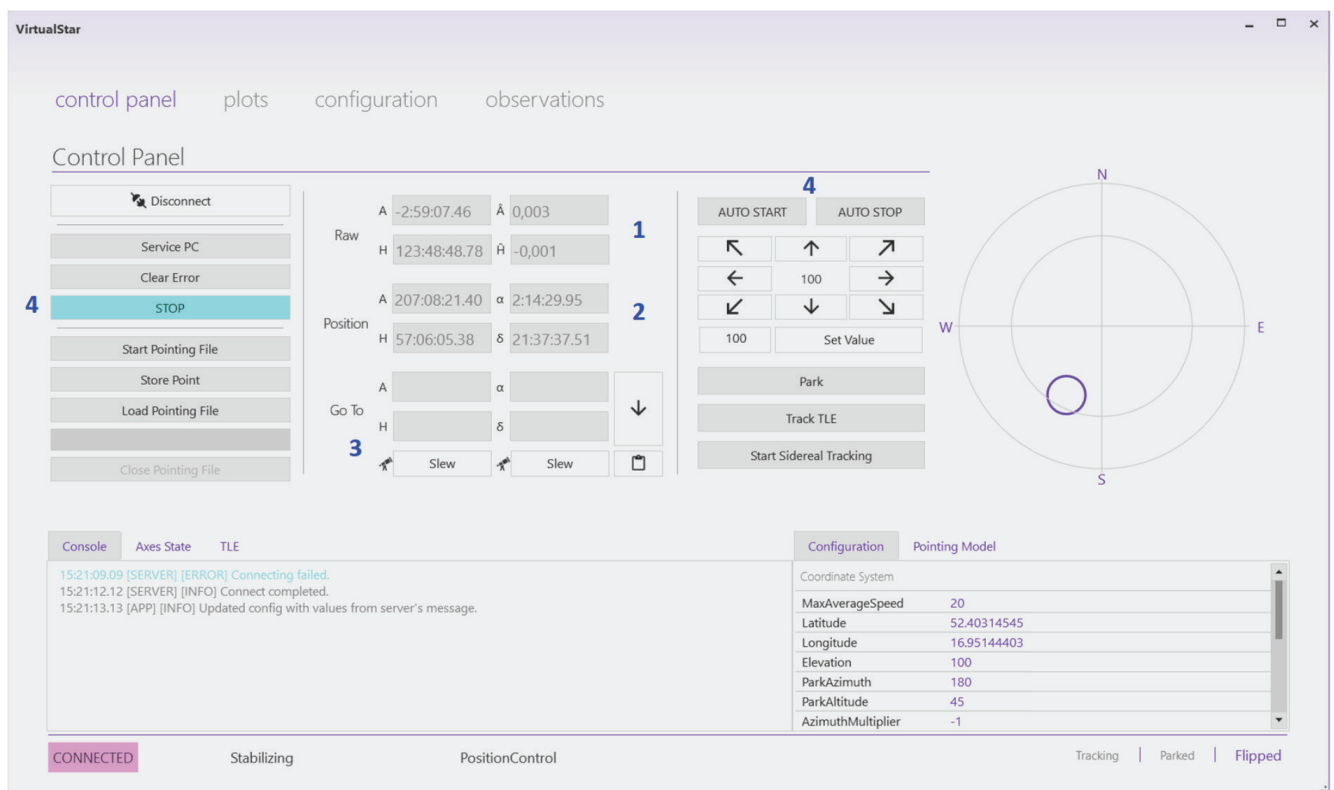 VirtualStar
control panel plots configuration observations
Control Panel
Disconnect
Service PC
Clear Error
4 STOP
Start Pointing File
Store Point
Load Pointing File
Close Pointing File
Raw
A -2:59:07.46 Â 0,003
H 123:48:48.78 Ĥ -0,001
1
Position
A 207:08:21.40 α 2:14:29.95
H 57:06:05.38 δ 21:37:37.51
2
Go To
A α
H δ
3
Slew Slew
4
AUTO START AUTO STOP
100
100 Set Value
Park
Track TLE
Start Sidereal Tracking
N
W E
S
Console Axes State TLE
15:21:09.09 [SERVER] [ERROR] Connecting failed.
15:21:12.12 [SERVER] [INFO] Connect completed.
15:21:13.13 [APP] [INFO] Updated config with values from server's message.
Configuration Pointing Model
Coordinate System
MaxAverageSpeed 20
Latitude 52.40314545
Longitude 16.95144403
Elevation 100
ParkAzimuth 180
ParkAltitude 45
AzimuthMultiplier -1
CONNECTED Stabilizing PositionControl Tracking | Parked | Flipped